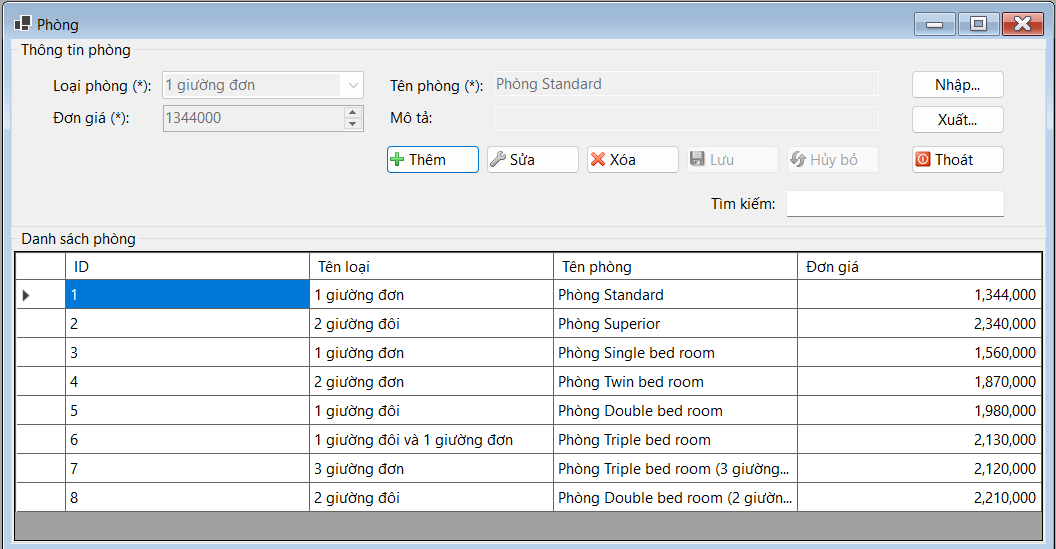 Phòng
Thông tin phòng
Loại phòng (*): 1 giường đơn Tên phòng (*): Phòng Standard Nhập...
Đơn giá (*): 1344000 Mô tả: Xuất...
Thêm Sửa Xóa Lưu Hủy bỏ Thoát
Tìm kiếm:
Danh sách phòng
ID Tên loại Tên phòng Đơn giá
1 1 giường đơn Phòng Standard 1,344,000
2 2 giường đôi Phòng Superior 2,340,000
3 1 giường đơn Phòng Single bed room 1,560,000
4 2 giường đơn Phòng Twin bed room 1,870,000
5 1 giường đôi Phòng Double bed room 1,980,000
6 1 giường đôi và 1 giường đơn Phòng Triple bed room 2,130,000
7 3 giường đơn Phòng Triple bed room (3 giường... 2,120,000
8 2 giường đôi Phòng Double bed room (2 giườn... 2,210,000